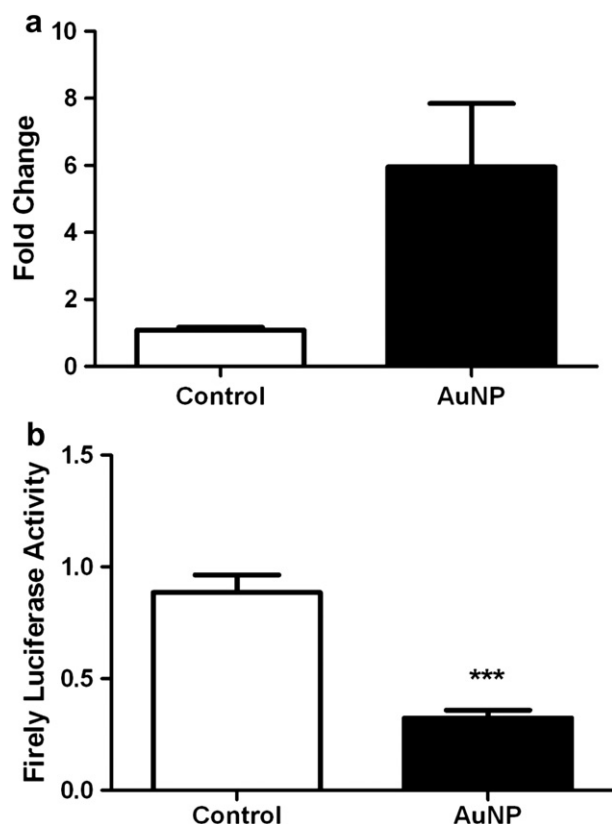 a
10
8
6
4
2
0
Fold Change
Control AuNP
b
1.5
1.0
0.5
0.0
Firely Luciferase Activity
***
Control AuNP